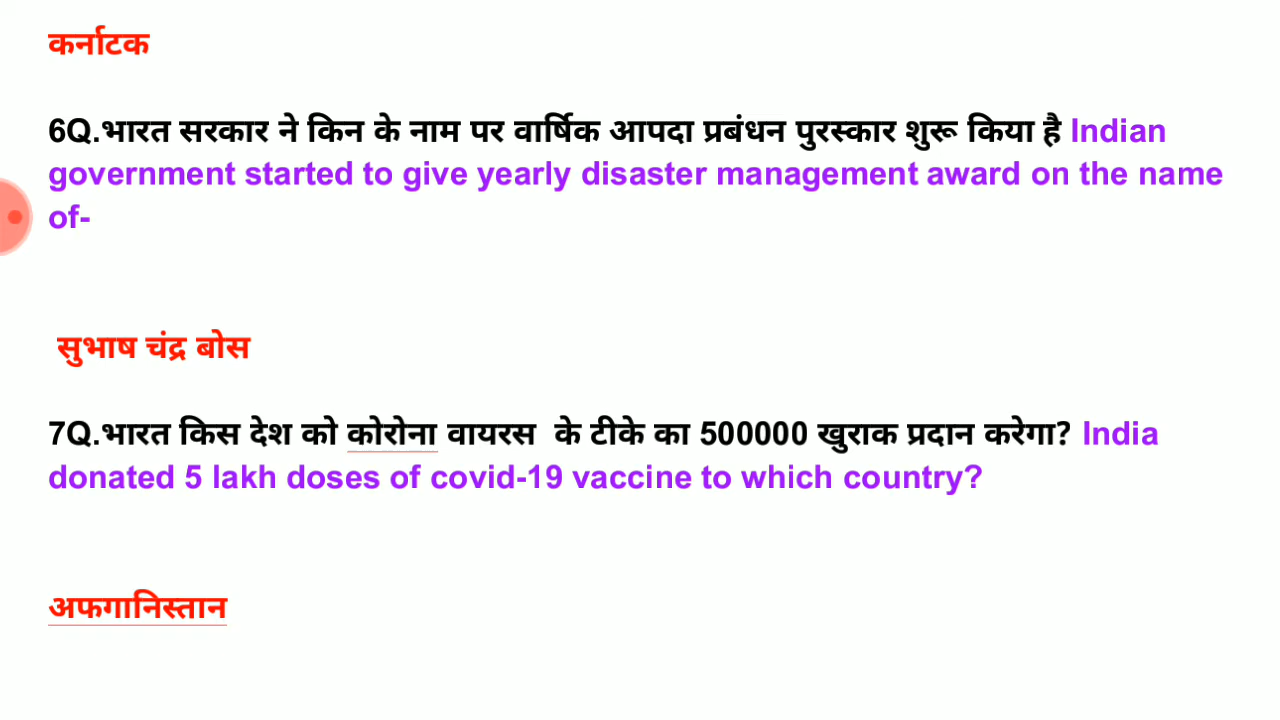 कर्नाटक
6Q.भारत सरकार ने किन के नाम पर वार्षिक आपदा प्रबंधन पुरस्कार शुरू किया है Indian
government started to give yearly disaster management award on the name
of-
सुभाष चंद्र बोस
7Q.भारत किस देश को कोरोना वायरस के टीके का 500000 खुराक प्रदान करेगा? India
donated 5 lakh doses of covid-19 vaccine to which country?
अफगानिस्तान